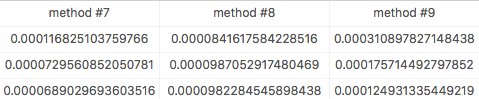 method #7 method #8 method #9
0.000116825103759766 0.0000841617584228516 0.000310897827148438
0.0000729560852050781 0.0000987052917480469 0.000175714492797852
0.0000689029693603516 0.0000982284545898438 0.000124931335449219